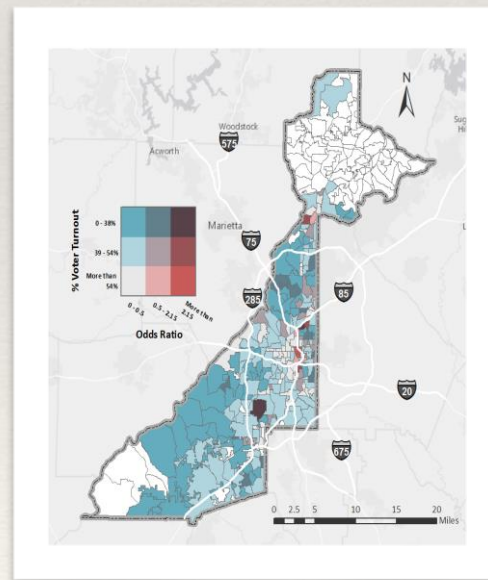 N
Woodstock
575
Acworth
Marietta
75
285
85
20
675
% Voter Turnout
0 - 38%
39 - 54%
More than
54%
0 - 0.5
0.5 - 2.15
More than
2.15
Odds Ratio
0 2.5 5 10 15 20
Miles